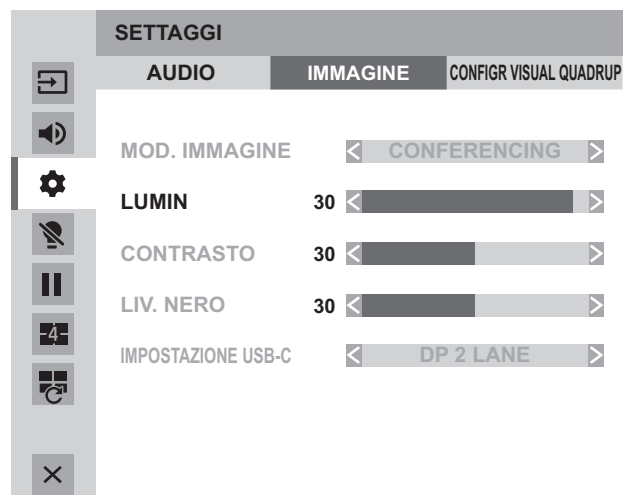 SETTAGGI
AUDIO IMMAGINE CONFIGR VISUAL QUADRUP
MOD. IMMAGINE CONFERENCING
LUMIN 30
CONTRASTO 30
LIV. NERO 30
IMPOSTAZIONE USB-C DP 2 LANE
-4-